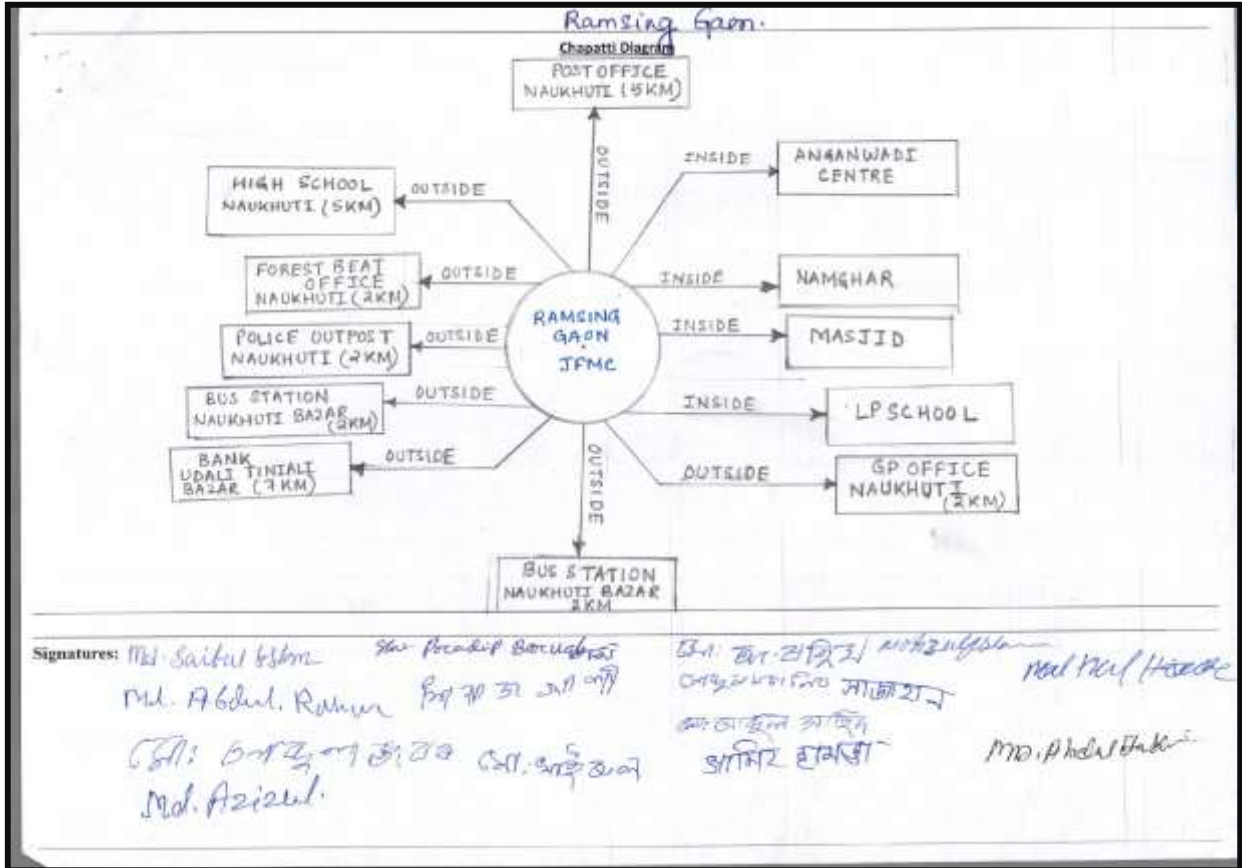 Ramsing Gaon.
Chapatti Diagram
POST OFFICE
NAUKHUTI (5KM)
OUTSIDE
INSIDE
ANGANWADI
CENTRE
HIGH SCHOOL
NAUKHUTI (5KM)
OUTSIDE
FOREST BEAT
OFFICE
NAUKHUTI (2KM)
OUTSIDE
INSIDE
NAMGHAR
RAMSING
GAON
JFMC
POLICE OUTPOST
NAUKHUTI (2KM)
OUTSIDE
INSIDE
MASJID
BUS STATION
NAUKHUTI BAZAR
(2KM)
OUTSIDE
INSIDE
LP SCHOOL
BANK
UDALI TINIALI
BAZAR (7KM)
OUTSIDE
OUTSIDE
GP OFFICE
NAUKHUTI
(2KM)
OUTSIDE
BUS STATION
NAUKHUTI BAZAR
2KM
Signatures: Md.
Md. Abdul.
আমির হামজা
Md. Azizul.